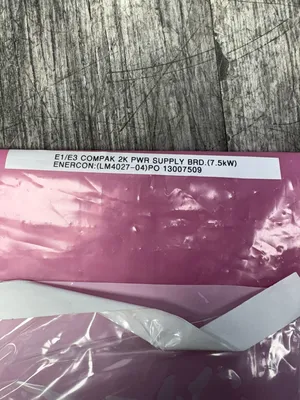 E1/E3 COMPAK 2K PWR SUPPLY BRD.(7.5kW)
ENERCON:(LM4027-04)PO 13007509